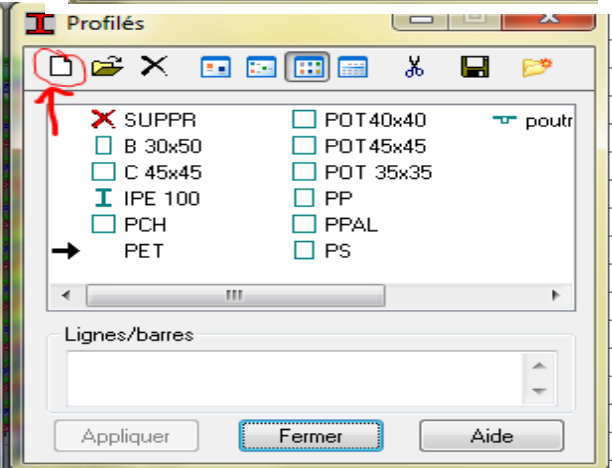 Profilés
SUPPR
B 30x50
C 45x45
IPE 100
PCH
PET
POT40x40
POT45x45
POT 35x35
PP
PPAL
PS
poutr
Lignes/barres
Appliquer
Fermer
Aide